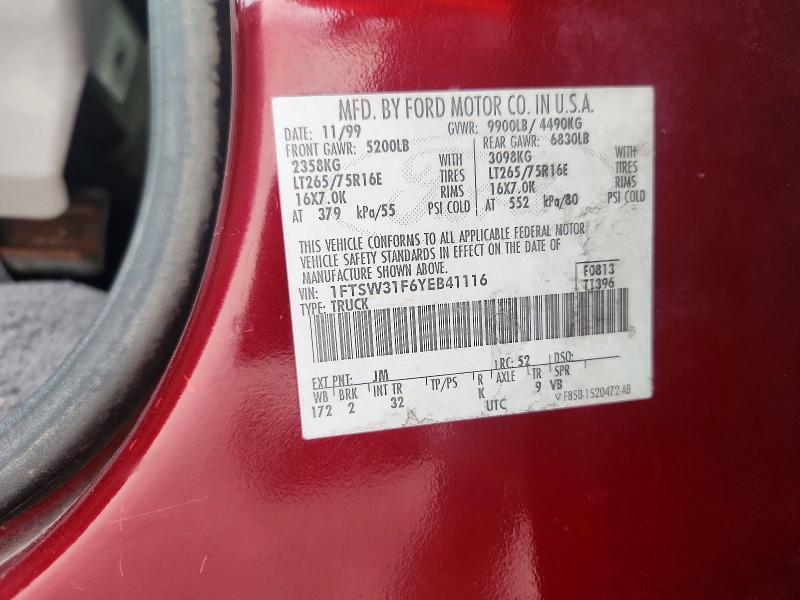 MFD. BY FORD MOTOR CO. IN U.S.A.
DATE: 11/99 GVWR: 9900LB/ 4490KG
FRONT GAWR: 5200LB REAR GAWR: 6830LB
2358KG WITH 3098KG WITH
LT265/75R16E TIRES LT265/75R16E TIRES
16X7.0K RIMS 16X7.0K RIMS
AT 379 kPa/55 PSI COLD AT 552 kPa/80 PSI COLD
THIS VEHICLE CONFORMS TO ALL APPLICABLE FEDERAL MOTOR
VEHICLE SAFETY STANDARDS IN EFFECT ON THE DATE OF
MANUFACTURE SHOWN ABOVE.
VIN: 1FTSW31F6YEB41116 F0813
TYPE: TRUCK T1396
EXT PNT: JM RC: 52 DSO:
WB BRK INT TR TP/PS R AXLE TR SPR
172 2 32 K 9 VB
UTC F85B-1520472-AB